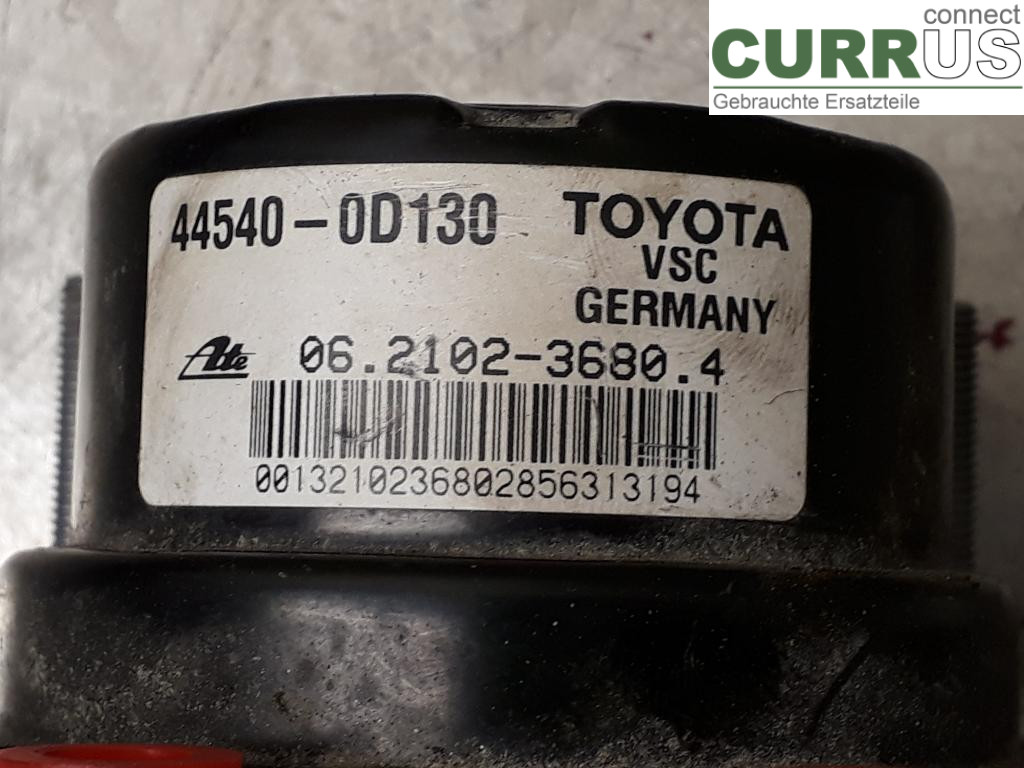 connect
CURRUS
Gebrauchte Ersatzteile
44540-0D130 TOYOTA
VSC
GERMANY
Ate 06.2102-3680.4
00132102368028563131​94